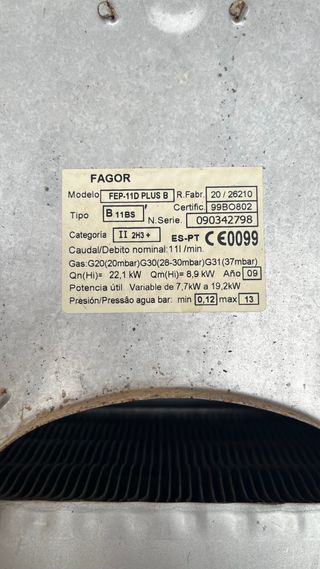 FAGOR
Modelo FEP-11D PLUS B R.Fabr. 20 / 26210
Tipo B 11BS Certific. 99BO802
N.Serie. 090342798
Categoría II 2H3+ ES-PT CE0099
Caudal/Debito nominal:11l /min.
Gas:G20(20mbar)G30(28-30mbar)G31(37mbar)
Qn(Hi)= 22,1 kW Qm(Hi)= 8,9 kW Año 09
Potencia útil Variable de 7,7kW a 19,2kW
Presión/Pressão agua bar: min 0,12 max 13